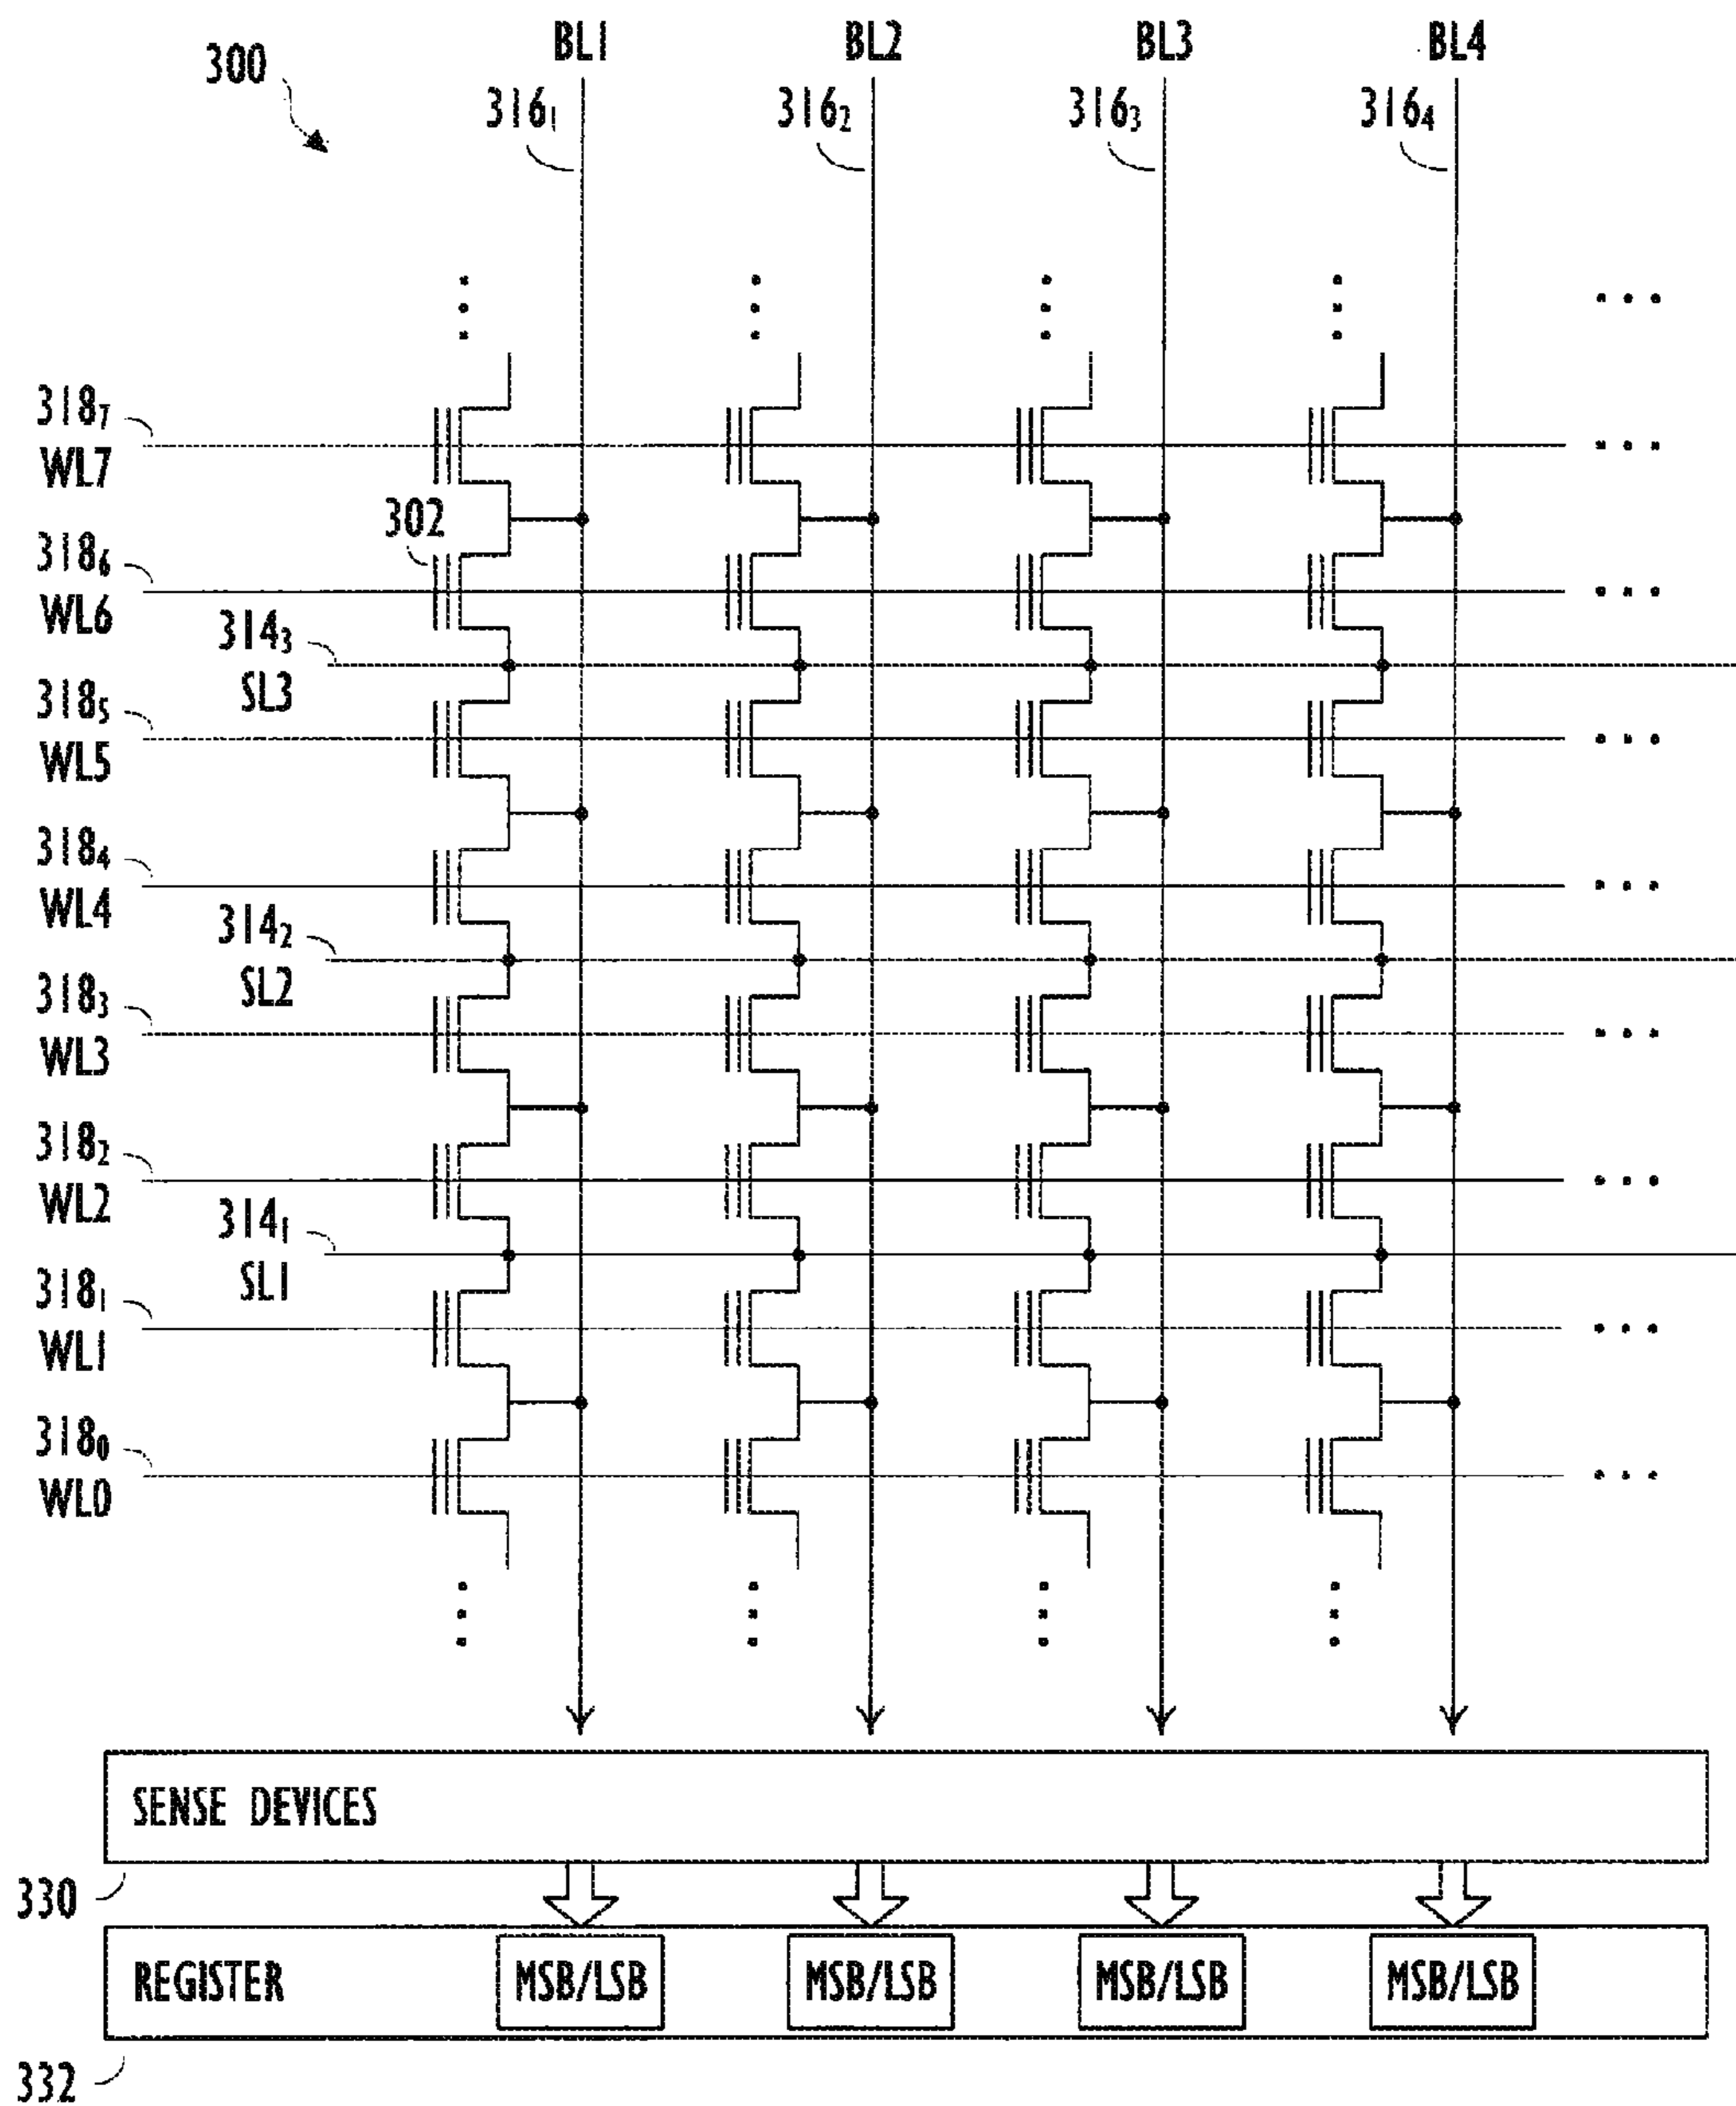 300
BL1 BL2 BL3 BL4
316₁ 316₂ 316₃ 316₄
318₇
WL7
302
318₆
WL6
314₃
SL3
318₅
WL5
318₄
WL4
314₂
SL2
318₃
WL3
318₂
WL2
314₁
SL1
318₁
WL1
318₀
WL0
SENSE DEVICES
330
REGISTER MSB/LSB MSB/LSB MSB/LSB MSB/LSB
332